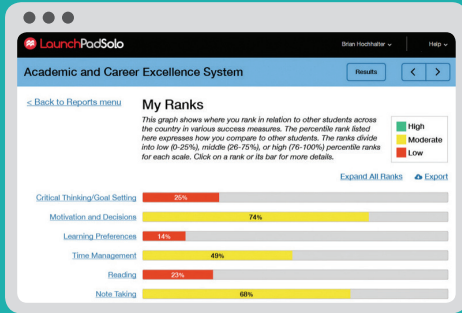 LaunchPadSolo
Brian Hochhalter
Help
Academic and Career Excellence System
Results
< >
< Back to Reports menu
My Ranks
This graph shows where you rank in relation to other students across
the country in various success measures. The percentile rank listed
here expresses how you compare to other students. The ranks divide
into low (0-25%), middle (26-75%), or high (76-100%) percentile ranks
for each scale. Click on a rank or its bar for more details.
High
Moderate
Low
Expand All Ranks
Export
Critical Thinking/Goal Setting 25%
Motivation and Decisions 74%
Learning Preferences 14%
Time Management 49%
Reading 23%
Note Taking 68%